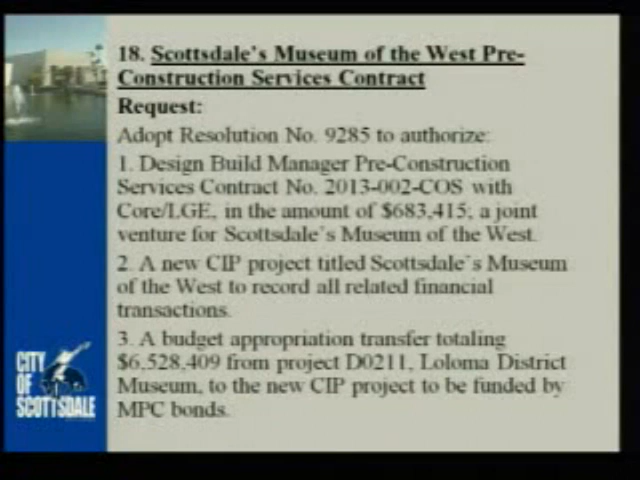 18. Scottsdale's Museum of the West Pre-
Construction Services Contract
Request:
Adopt Resolution No. 9285 to authorize:
1. Design Build Manager Pre-Construction
Services Contract No. 2013-002-COS with
Core/LGE, in the amount of $683,415; a joint
venture for Scottsdale's Museum of the West.
2. A new CIP project titled Scottsdale's Museum
of the West to record all related financial
transactions.
3. A budget appropriation transfer totaling
$6,528,409 from project D0211, Loloma District
Museum, to the new CIP project to be funded by
MPC bonds.
CITY
OF
SCOTTSDALE